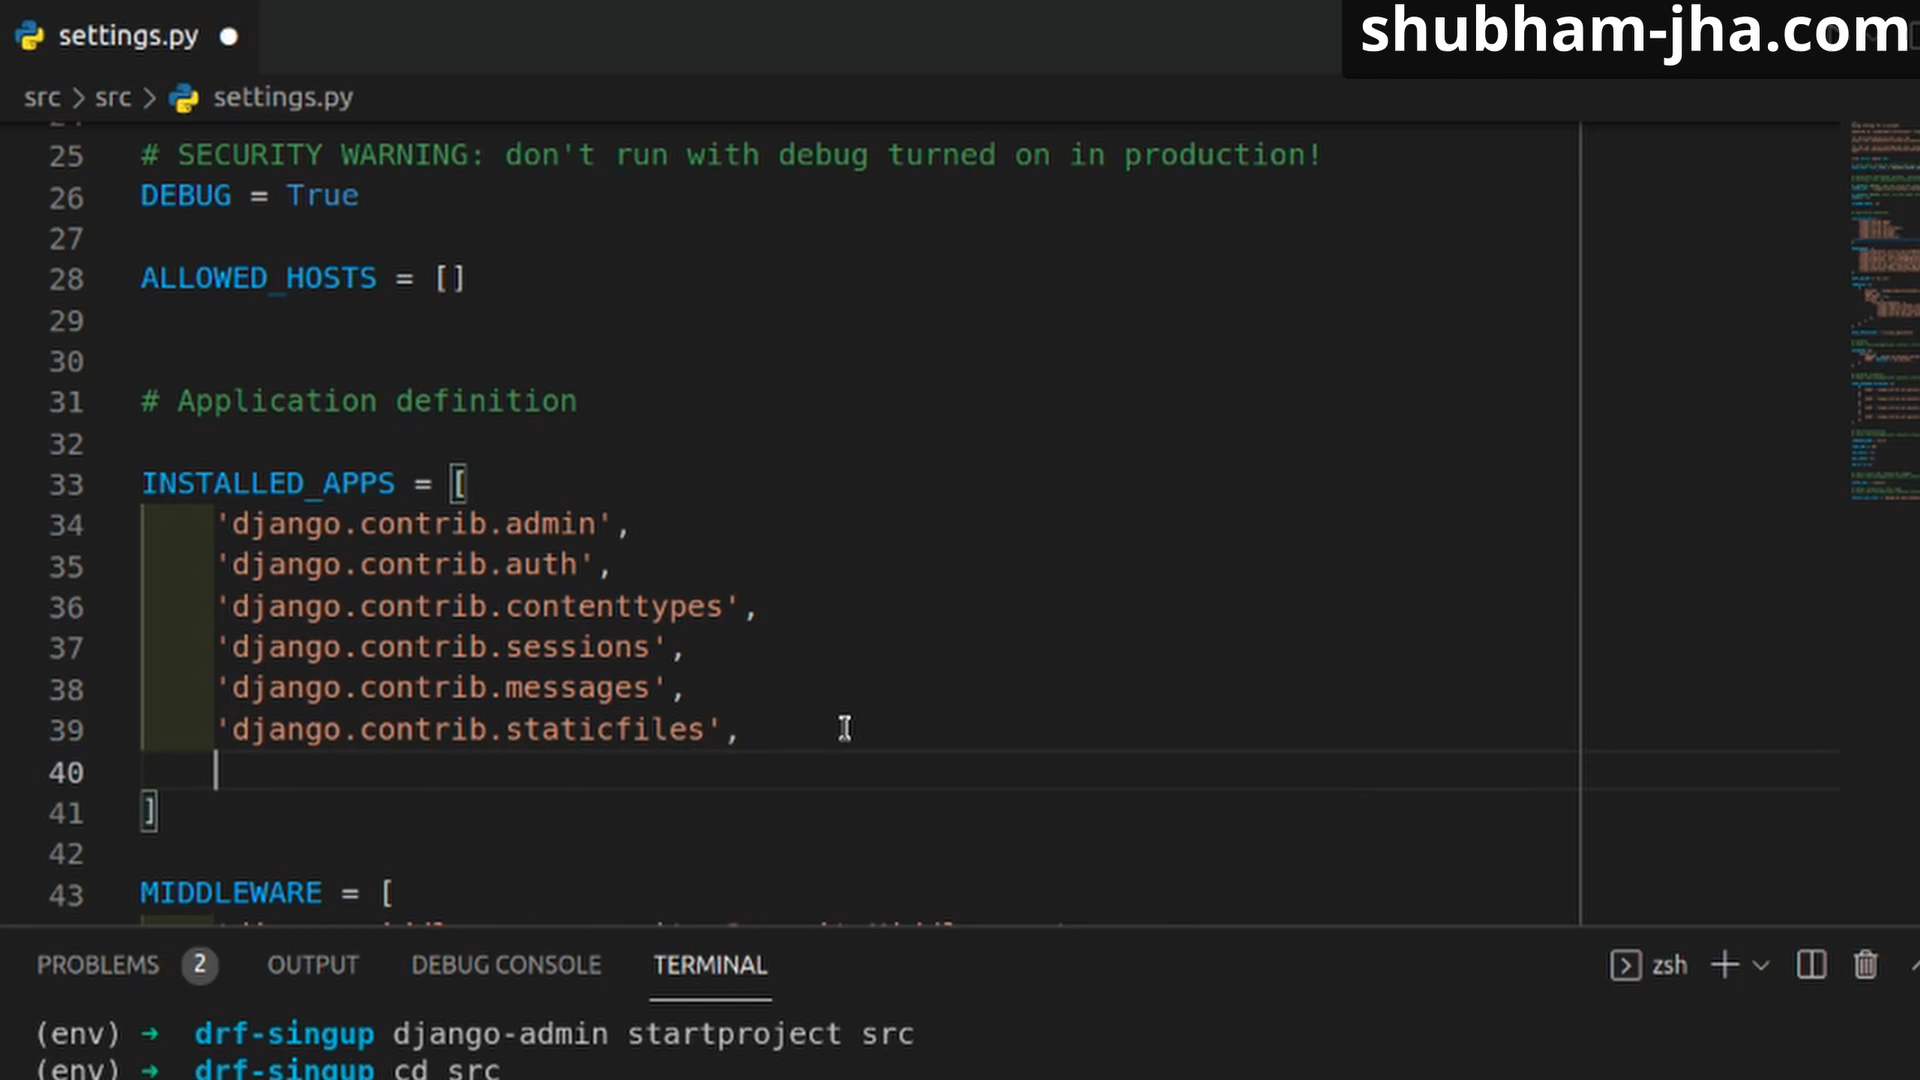 settings.py
shubham-jha.com
src > src > settings.py
25 # SECURITY WARNING: don't run with debug turned on in production!
26 DEBUG = True
27
28 ALLOWED_HOSTS = []
29
30
31 # Application definition
32
33 INSTALLED_APPS = [
34 'django.contrib.admin',
35 'django.contrib.auth',
36 'django.contrib.contenttypes',
37 'django.contrib.sessions',
38 'django.contrib.messages',
39 'django.contrib.staticfiles',
40
41 ]
42
43 MIDDLEWARE = [
PROBLEMS 2 OUTPUT DEBUG CONSOLE TERMINAL zsh
(env) → drf-singup django-admin startproject src
(env) → drf-singup cd src